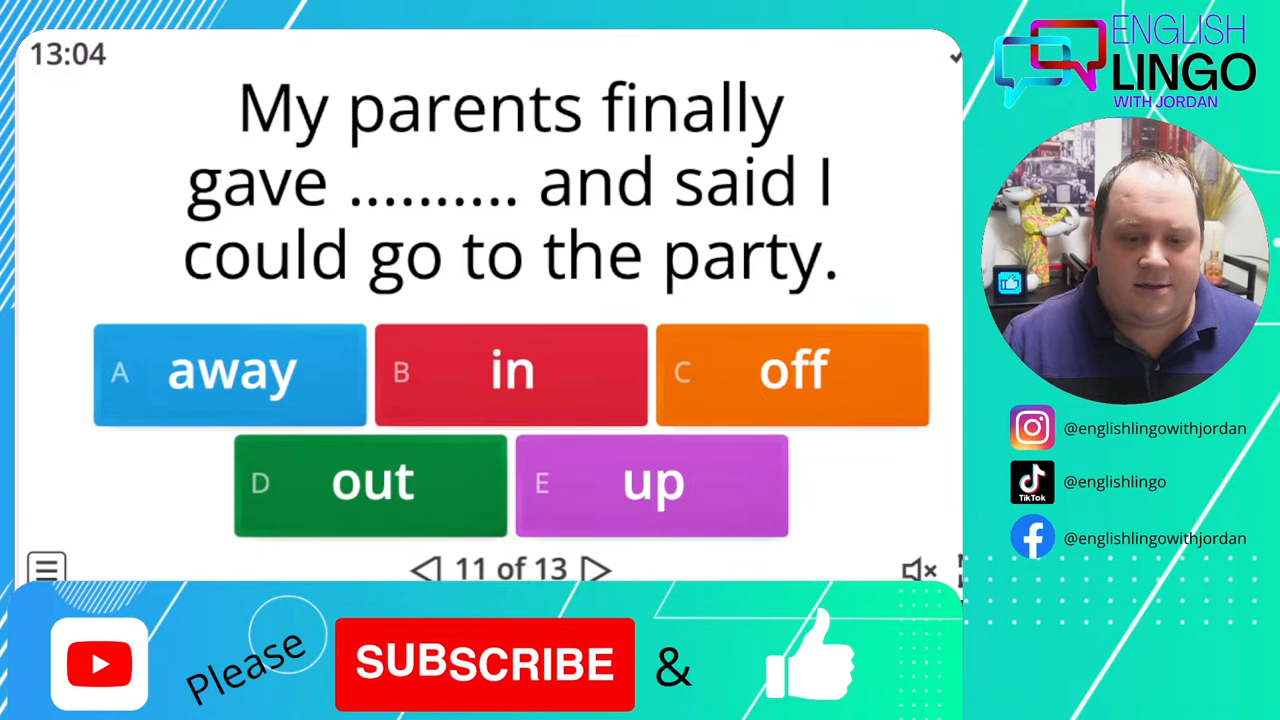 13:04
My parents finally
gave .......... and said I
could go to the party.
A away
B in
C off
D out
E up
11 of 13
Please
SUBSCRIBE
&
ENGLISH
LINGO
WITH JORDAN
@englishlingowithjordan
TikTok
@englishlingo
@englishlingowithjordan